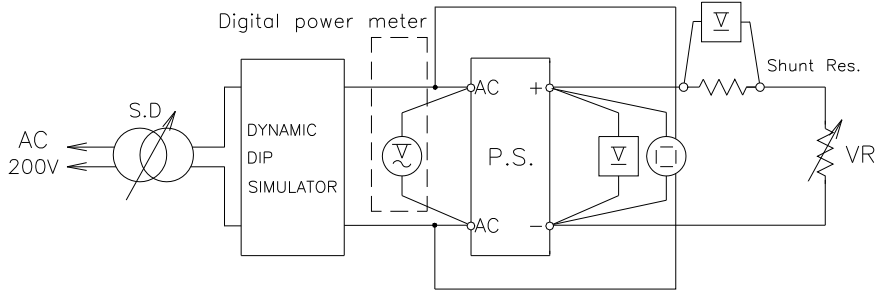 Digital power meter
V
Shunt Res.
S.D
AC
+
AC
200V
DYNAMIC
DIP
SIMULATOR
V
~
P.S.
V
VR
AC
−